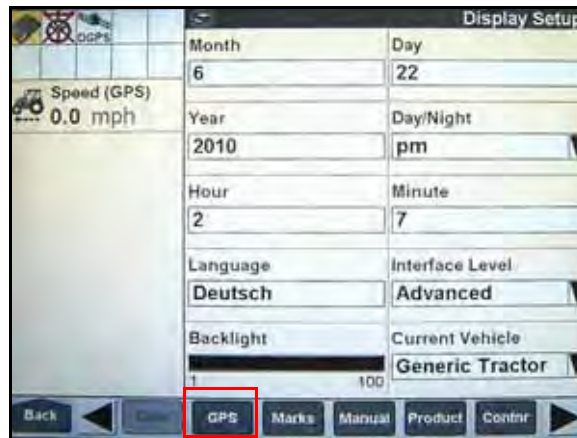 Display Setup
DGPS
Speed (GPS)
0.0 mph
Month
6
Day
22
Year
2010
Day/Night
pm
Hour
2
Minute
7
Language
Deutsch
Interface Level
Advanced
Backlight
1 100
Current Vehicle
Generic Tractor
Back
GPS
Marks
Manual
Product
Contnr